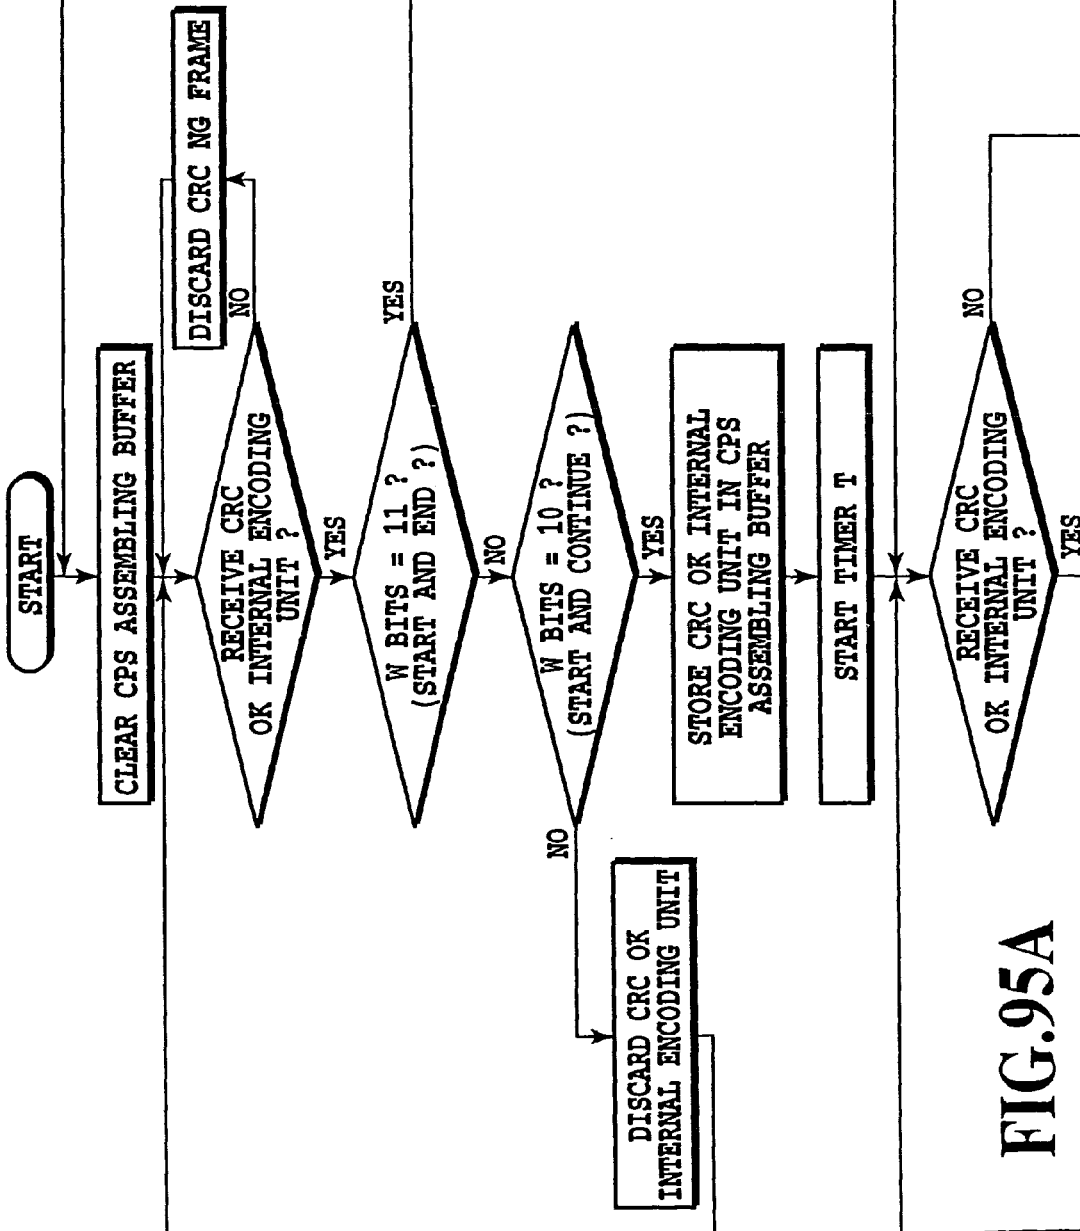 START
CLEAR CPS ASSEMBLING BUFFER
DISCARD CRC NG FRAME
RECEIVE CRC
OK INTERNAL ENCODING
UNIT ?
NO
YES
W BITS = 11 ?
(START AND END ?)
YES
NO
W BITS = 10 ?
(START AND CONTINUE ?)
NO
YES
DISCARD CRC OK
INTERNAL ENCODING UNIT
STORE CRC OK INTERNAL
ENCODING UNIT IN CPS
ASSEMBLING BUFFER
START TIMER T
RECEIVE CRC
OK INTERNAL ENCODING
UNIT ?
NO
YES
FIG.95A